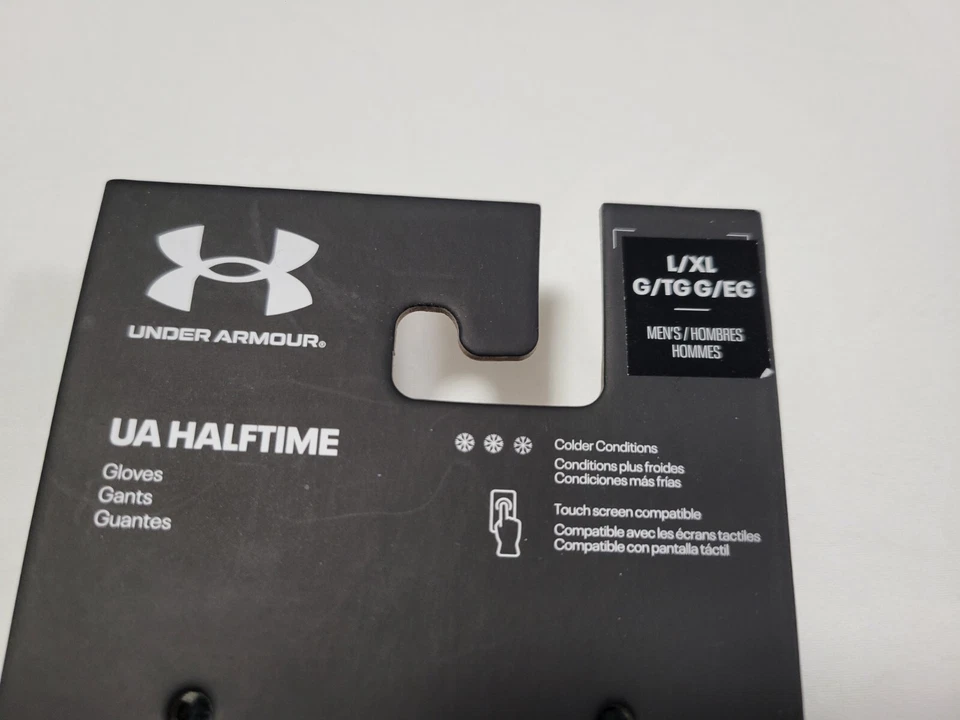 UNDER ARMOUR®
L/XL
G/TG G/EG
MEN'S / HOMBRES
HOMMES
UA HALFTIME
Gloves
Gants
Guantes
Colder Conditions
Conditions plus froides
Condiciones más frías
Touch screen compatible
Compatible avec les écrans tactiles
Compatible con pantalla táctil